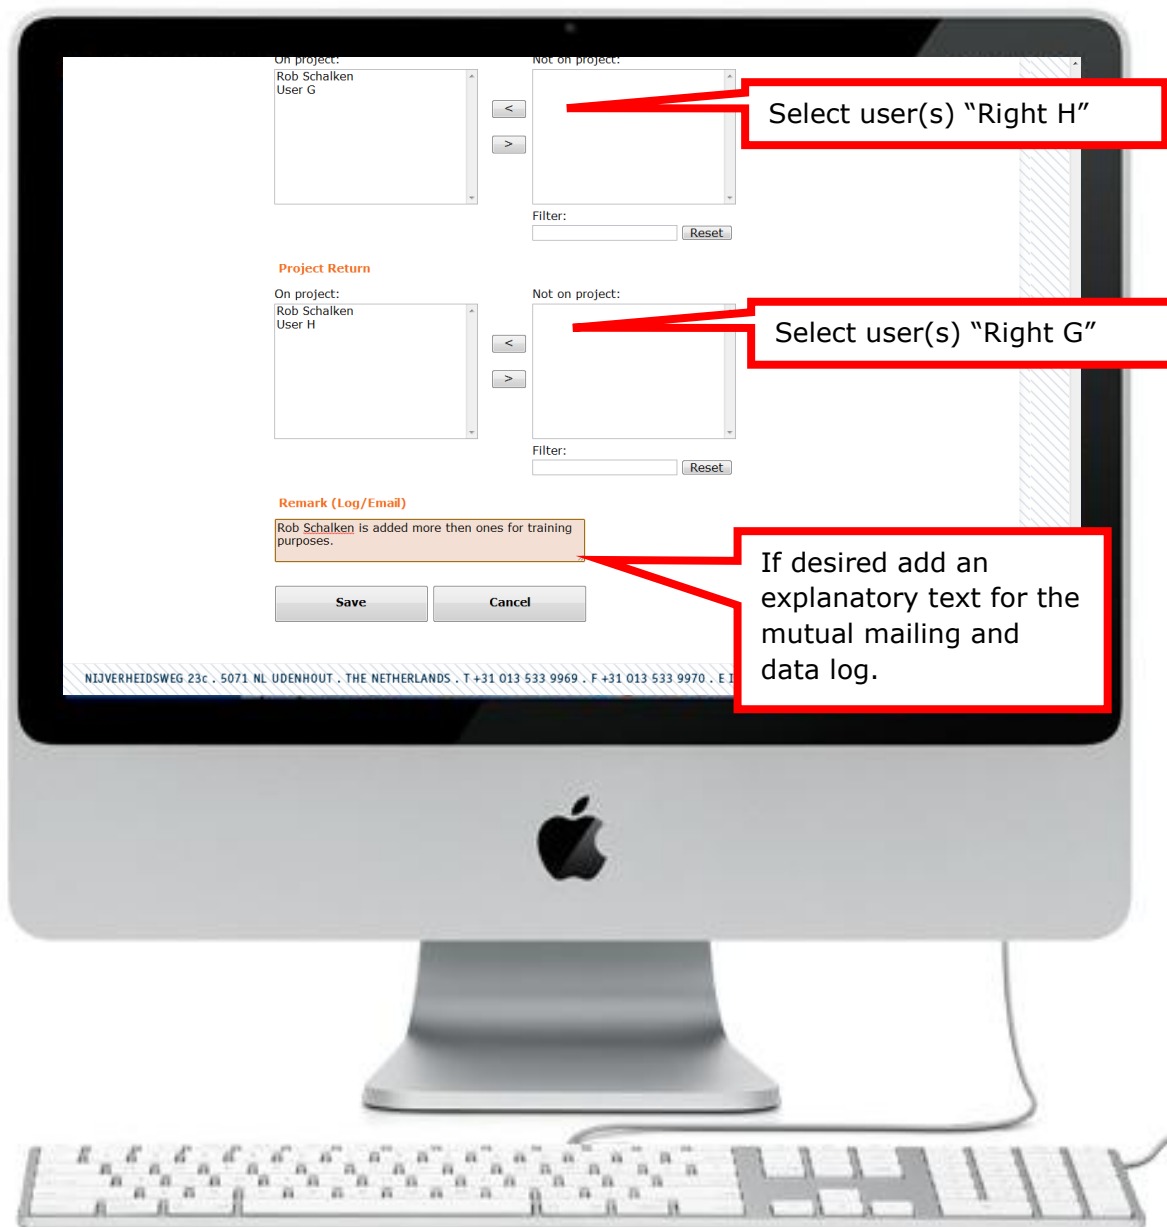 On project:
Not on project:
Rob Schalken
User G
<
>
Select user(s) “Right H”
Filter:
Reset
Project Return
On project:
Not on project:
Rob Schalken
User H
<
>
Select user(s) “Right G”
Filter:
Reset
Remark (Log/Email)
Rob Schalken is added more then ones for training
purposes.
If desired add an
explanatory text for the
mutual mailing and
data log.
Save
Cancel
NIJVERHEIDSWEG 23c . 5071 NL UDENHOUT . THE NETHERLANDS . T +31 013 533 9969 . F +31 013 533 9970 . E